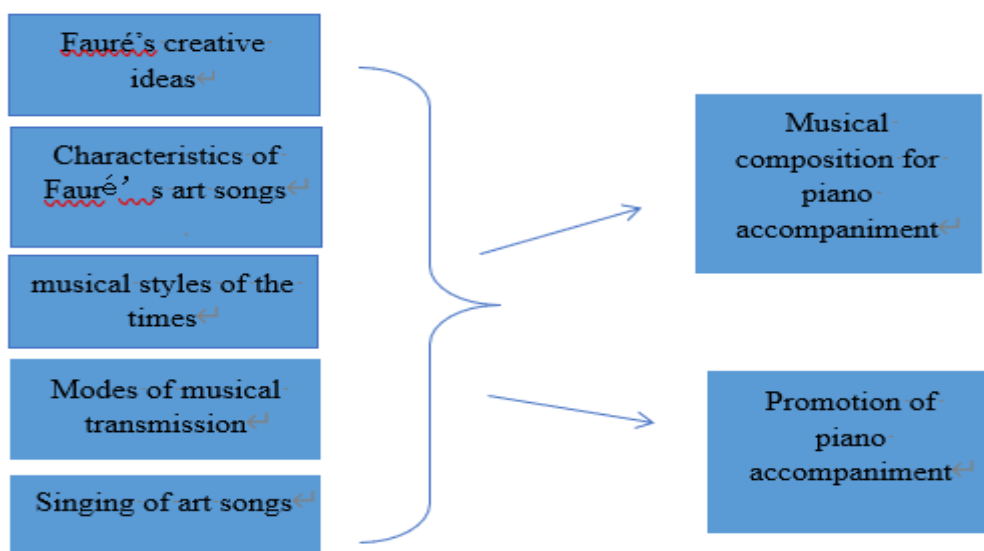 Fauré’s creative
ideas
Characteristics of
Fauré’ s art songs
musical styles of the
times
Modes of musical
transmission
Singing of art songs
Musical
composition for
piano
accompaniment
Promotion of
piano
accompaniment